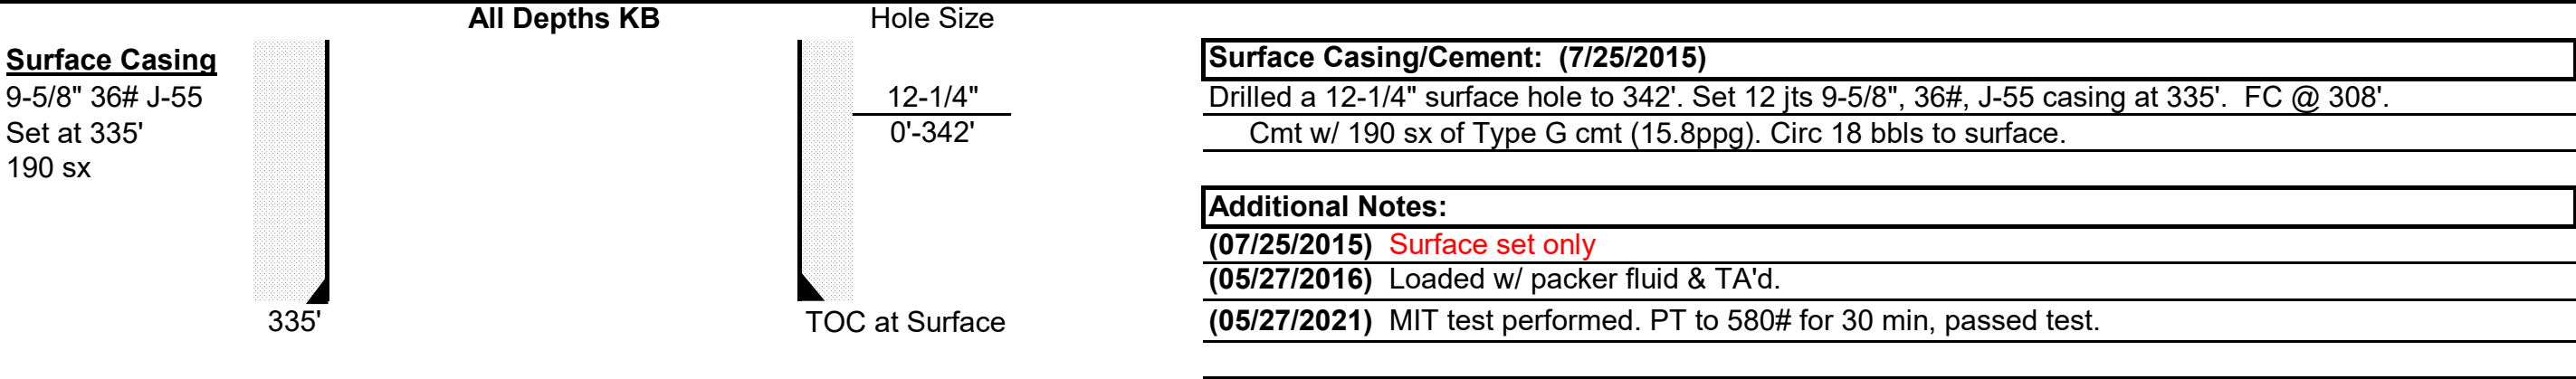 All Depths KB
Hole Size
Surface Casing
9-5/8" 36# J-55
Set at 335'
190 sx
12-1/4"
0'-342'
335'
TOC at Surface
Surface Casing/Cement: (7/25/2015)
Drilled a 12-1/4" surface hole to 342'. Set 12 jts 9-5/8", 36#, J-55 casing at 335'. FC @ 308'.
Cmt w/ 190 sx of Type G cmt (15.8ppg). Circ 18 bbls to surface.
Additional Notes:
(07/25/2015) Surface set only
(05/27/2016) Loaded w/ packer fluid & TA'd.
(05/27/2021) MIT test performed. PT to 580# for 30 min, passed test.